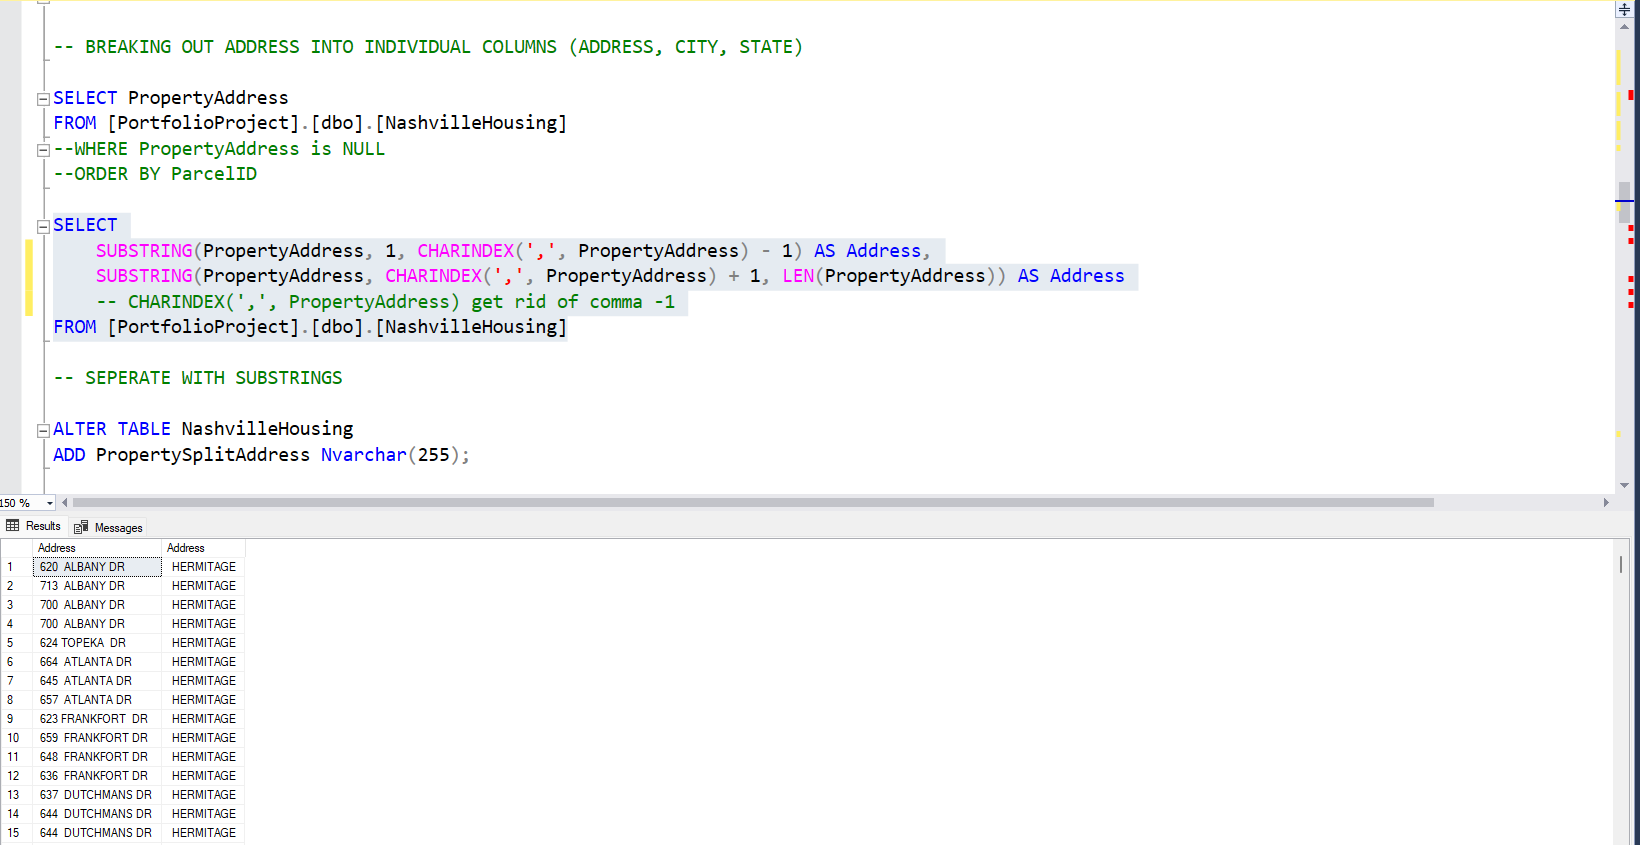 -- BREAKING OUT ADDRESS INTO INDIVIDUAL COLUMNS (ADDRESS, CITY, STATE)
SELECT PropertyAddress
FROM [PortfolioProject].[dbo].[NashvilleHousing]
--WHERE PropertyAddress is NULL
--ORDER BY ParcelID
SELECT
SUBSTRING(PropertyAddress, 1, CHARINDEX(',', PropertyAddress) - 1) AS Address,
SUBSTRING(PropertyAddress, CHARINDEX(',', PropertyAddress) + 1, LEN(PropertyAddress)) AS Address
-- CHARINDEX(',', PropertyAddress) get rid of comma -1
FROM [PortfolioProject].[dbo].[NashvilleHousing]
-- SEPERATE WITH SUBSTRINGS
ALTER TABLE NashvilleHousing
ADD PropertySplitAddress Nvarchar(255);
150 %
Results Messages
Address Address
1 620 ALBANY DR HERMITAGE
2 713 ALBANY DR HERMITAGE
3 700 ALBANY DR HERMITAGE
4 700 ALBANY DR HERMITAGE
5 624 TOPEKA DR HERMITAGE
6 664 ATLANTA DR HERMITAGE
7 645 ATLANTA DR HERMITAGE
8 657 ATLANTA DR HERMITAGE
9 623 FRANKFORT DR HERMITAGE
10 659 FRANKFORT DR HERMITAGE
11 648 FRANKFORT DR HERMITAGE
12 636 FRANKFORT DR HERMITAGE
13 637 DUTCHMANS DR HERMITAGE
14 644 DUTCHMANS DR HERMITAGE
15 644 DUTCHMANS DR HERMITAGE